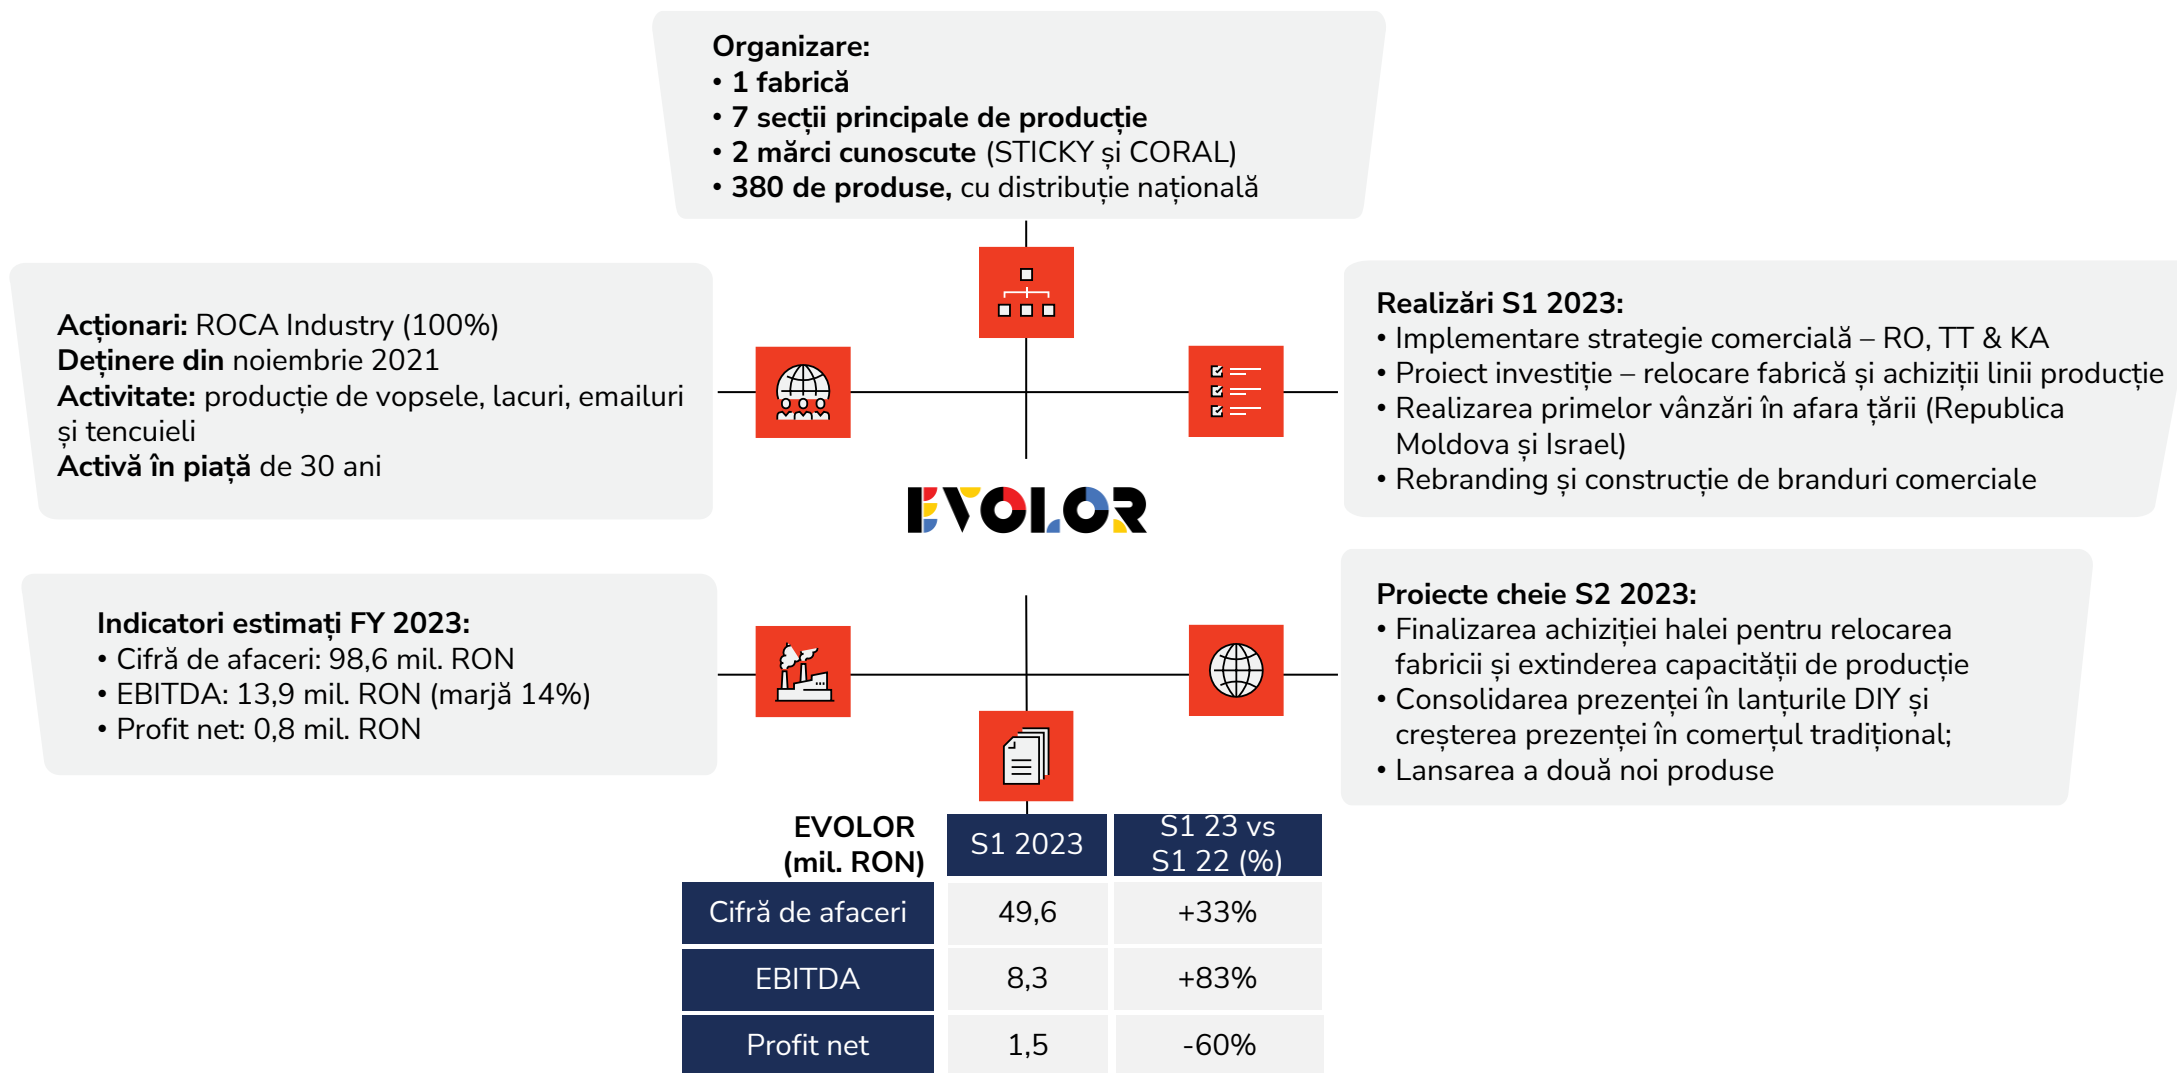 Organizare:
• 1 fabrică
• 7 secții principale de producție
• 2 mărci cunoscute (STICKY și CORAL)
• 380 de produse, cu distribuție națională
Acționari: ROCA Industry (100%)
Deținere din noiembrie 2021
Activitate: producție de vopsele, lacuri, emailuri
și tencuieli
Activă în piață de 30 ani
Realizări S1 2023:
• Implementare strategie comercială – RO, TT & KA
• Proiect investiție – relocare fabrică și achiziții linii producție
• Realizarea primelor vânzări în afara țării (Republica
Moldova și Israel)
• Rebranding și construcție de branduri comerciale
EVOLOR
Indicatori estimați FY 2023:
• Cifră de afaceri: 98,6 mil. RON
• EBITDA: 13,9 mil. RON (marjă 14%)
• Profit net: 0,8 mil. RON
Proiecte cheie S2 2023:
• Finalizarea achiziției halei pentru relocarea
fabricii și extinderea capacității de producție
• Consolidarea prezenței în lanțurile DIY și
creșterea prezenței în comerțul tradițional;
• Lansarea a două noi produse
EVOLOR
(mil. RON)
S1 2023
S1 23 vs
S1 22 (%)
Cifră de afaceri 49,6 +33%
EBITDA 8,3 +83%
Profit net 1,5 -60%